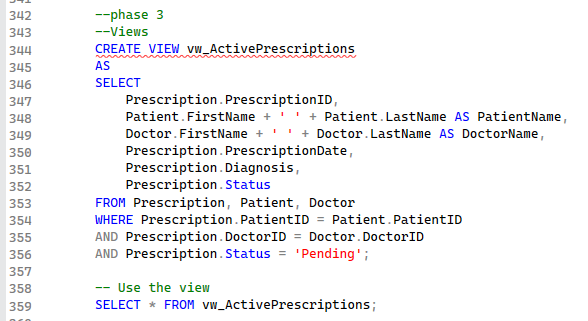 342 --phase 3
343 --Views
344 CREATE VIEW vw_ActivePrescriptions
345 AS
346 SELECT
347 Prescription.PrescriptionID,
348 Patient.FirstName + ' ' + Patient.LastName AS PatientName,
349 Doctor.FirstName + ' ' + Doctor.LastName AS DoctorName,
350 Prescription.PrescriptionDate,
351 Prescription.Diagnosis,
352 Prescription.Status
353 FROM Prescription, Patient, Doctor
354 WHERE Prescription.PatientID = Patient.PatientID
355 AND Prescription.DoctorID = Doctor.DoctorID
356 AND Prescription.Status = 'Pending';
357
358 -- Use the view
359 SELECT * FROM vw_ActivePrescriptions;